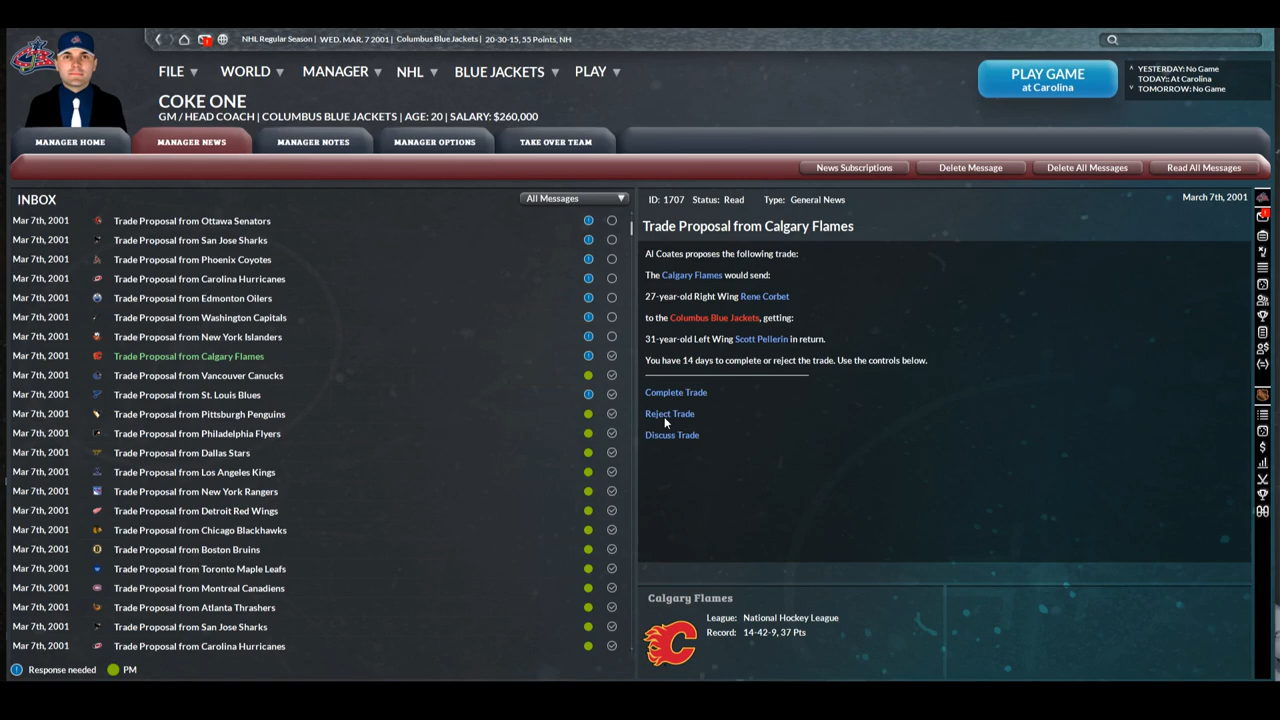 NHL Regular Season | WED. MAR. 7 2001 | Columbus Blue Jackets | 20-30-15, 55 Points, NH
FILE WORLD MANAGER NHL BLUE JACKETS PLAY
PLAY GAME
at Carolina
YESTERDAY: No Game
TODAY:: At Carolina
TOMORROW: No Game
COKE ONE
GM / HEAD COACH | COLUMBUS BLUE JACKETS | AGE: 20 | SALARY: $260,000
MANAGER HOME MANAGER NEWS MANAGER NOTES MANAGER OPTIONS TAKE OVER TEAM
News Subscriptions Delete Message Delete All Messages Read All Messages
INBOX All Messages
Mar 7th, 2001 Trade Proposal from Ottawa Senators
Mar 7th, 2001 Trade Proposal from San Jose Sharks
Mar 7th, 2001 Trade Proposal from Phoenix Coyotes
Mar 7th, 2001 Trade Proposal from Carolina Hurricanes
Mar 7th, 2001 Trade Proposal from Edmonton Oilers
Mar 7th, 2001 Trade Proposal from Washington Capitals
Mar 7th, 2001 Trade Proposal from New York Islanders
Mar 7th, 2001 Trade Proposal from Calgary Flames
Mar 7th, 2001 Trade Proposal from Vancouver Canucks
Mar 7th, 2001 Trade Proposal from St. Louis Blues
Mar 7th, 2001 Trade Proposal from Pittsburgh Penguins
Mar 7th, 2001 Trade Proposal from Philadelphia Flyers
Mar 7th, 2001 Trade Proposal from Dallas Stars
Mar 7th, 2001 Trade Proposal from Los Angeles Kings
Mar 7th, 2001 Trade Proposal from New York Rangers
Mar 7th, 2001 Trade Proposal from Detroit Red Wings
Mar 7th, 2001 Trade Proposal from Chicago Blackhawks
Mar 7th, 2001 Trade Proposal from Boston Bruins
Mar 7th, 2001 Trade Proposal from Toronto Maple Leafs
Mar 7th, 2001 Trade Proposal from Montreal Canadiens
Mar 7th, 2001 Trade Proposal from Atlanta Thrashers
Mar 7th, 2001 Trade Proposal from San Jose Sharks
Mar 7th, 2001 Trade Proposal from Carolina Hurricanes
Response needed PM
ID: 1707 Status: Read Type: General News March 7th, 2001
Trade Proposal from Calgary Flames
Al Coates proposes the following trade:
The Calgary Flames would send:
27-year-old Right Wing Rene Corbet
to the Columbus Blue Jackets, getting:
31-year-old Left Wing Scott Pellerin in return.
You have 14 days to complete or reject the trade. Use the controls below.
Complete Trade
Reject Trade
Discuss Trade
Calgary Flames
League: National Hockey League
Record: 14-42-9, 37 Pts